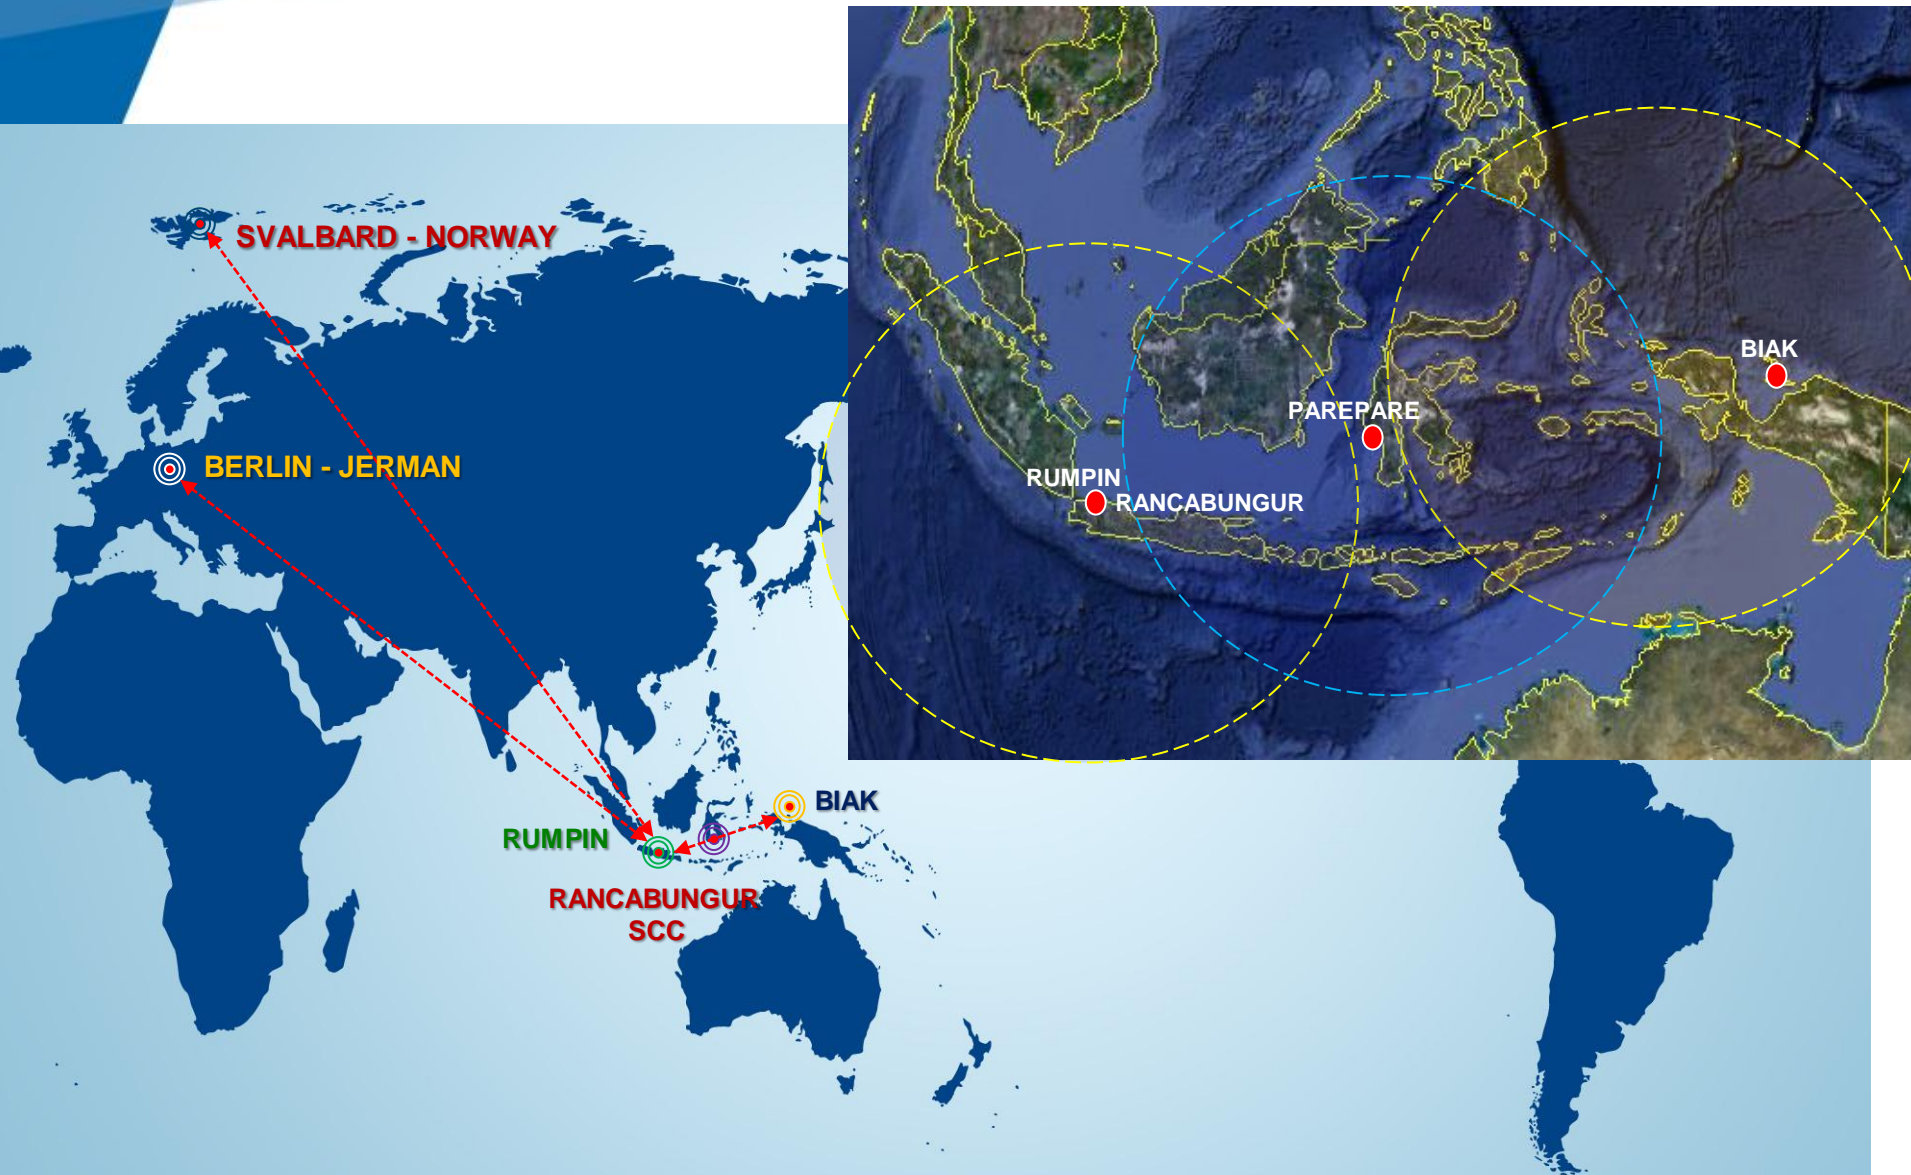 SVALBARD - NORWAY
BERLIN - JERMAN
BIAK
RUMPIN
RANCABUNGUR
SCC
BIAK
PAREPARE
RUMPIN
RANCABUNGUR